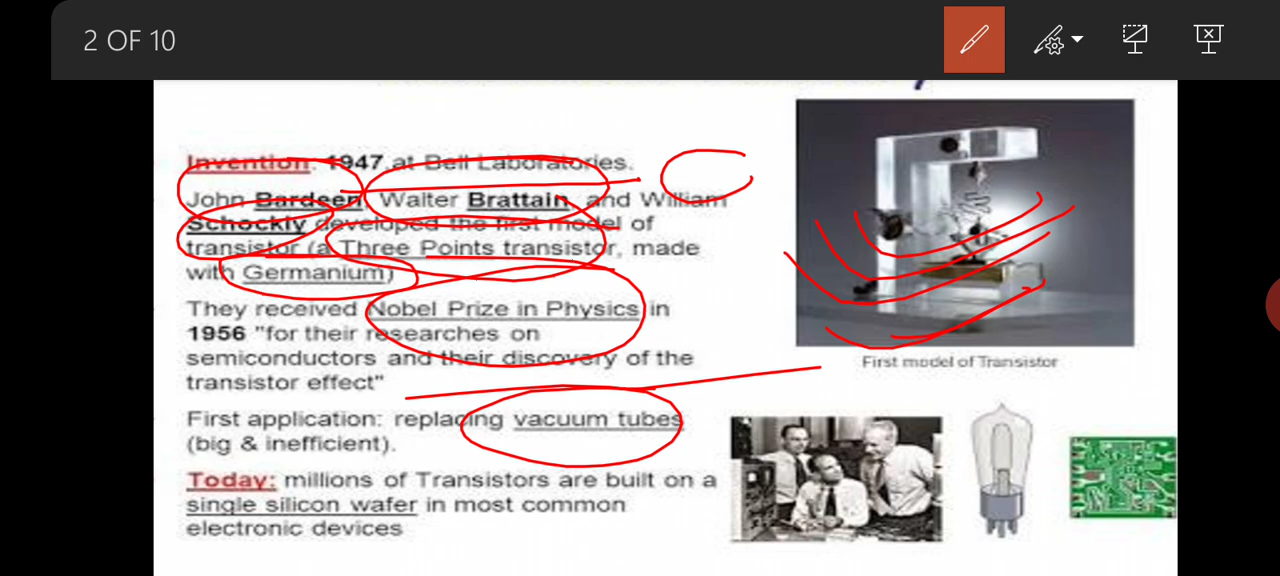 2 OF 10
Invention: 1947,at Bell Laboratories.
John Bardeen, Walter Brattain, and William
Schockly developed the first model of
transistor (a Three Points transistor, made
with Germanium)
They received Nobel Prize in Physics in
1956 "for their researches on
semiconductors and their discovery of the
transistor effect"
First application: replacing vacuum tubes
(big & inefficient).
Today: millions of Transistors are built on a
single silicon wafer in most common
electronic devices
First model of Transistor